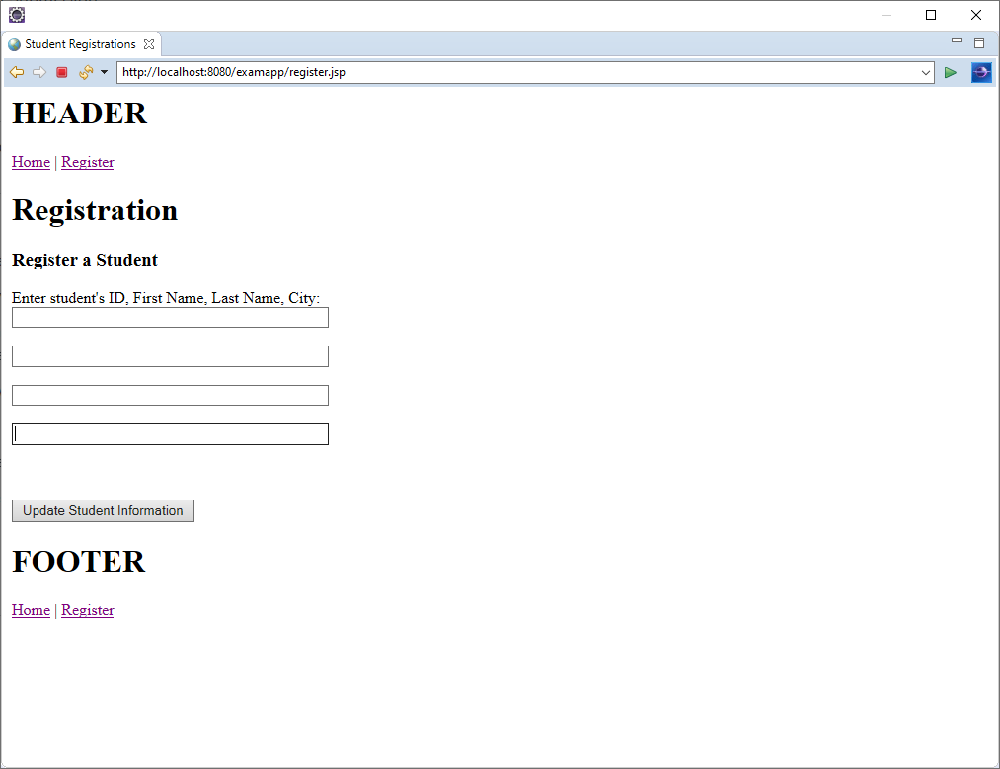 Student Registrations
http://localhost:8080/examapp/register.jsp
HEADER
Home | Register
Registration
Register a Student
Enter student's ID, First Name, Last Name, City:
Update Student Information
FOOTER
Home | Register